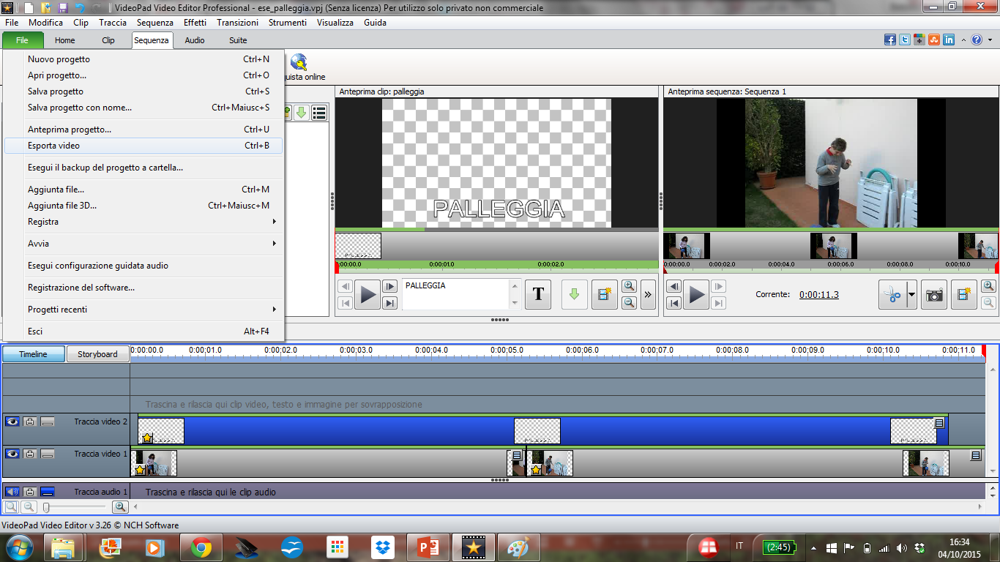 VideoPad Video Editor Professional - ese_palleggia.vpj (Senza licenza) Per utilizzo solo privato non commerciale
File Modifica Clip Traccia Sequenza Effetti Transizioni Strumenti Visualizza Guida
File Home Clip Sequenza Audio Suite
Nuovo progetto Ctrl+N
Apri progetto... Ctrl+O
Salva progetto Ctrl+S
Salva progetto con nome... Ctrl+Maiusc+S
Anteprima progetto... Ctrl+U
Esporta video Ctrl+B
Esegui il backup del progetto a cartella...
Aggiunta file... Ctrl+M
Aggiunta file 3D... Ctrl+Maiusc+M
Registra
Avvia
Esegui configurazione guidata audio
Registrazione del software...
Progetti recenti
Esci Alt+F4
uista online
Anteprima clip: palleggia
PALLEGGIA
0:00:00.0 0:00:01.0 0:00:02.0
PALLEGGIA
T
Anteprima sequenza: Sequenza 1
0:00:00.0 0:00:02.0 0:00:04.0 0:00:06.0 0:00:08.0 0:00:10.0
Corrente: 0:00:11.3
Timeline Storyboard
0:00:00.0 0:00:01.0 0:00:02.0 0:00:03.0 0:00:04.0 0:00:05.0 0:00:06.0 0:00:07.0 0:00:08.0 0:00:09.0 0:00:10.0 0:00:11.0
Trascina e rilascia qui clip video, testo e immagine per sovrapposizione
Traccia video 2
Traccia video 1
Traccia audio 1 Trascina e rilascia qui le clip audio
VideoPad Video Editor v 3.26 © NCH Software
IT (2:45) 16:34
04/10/2015